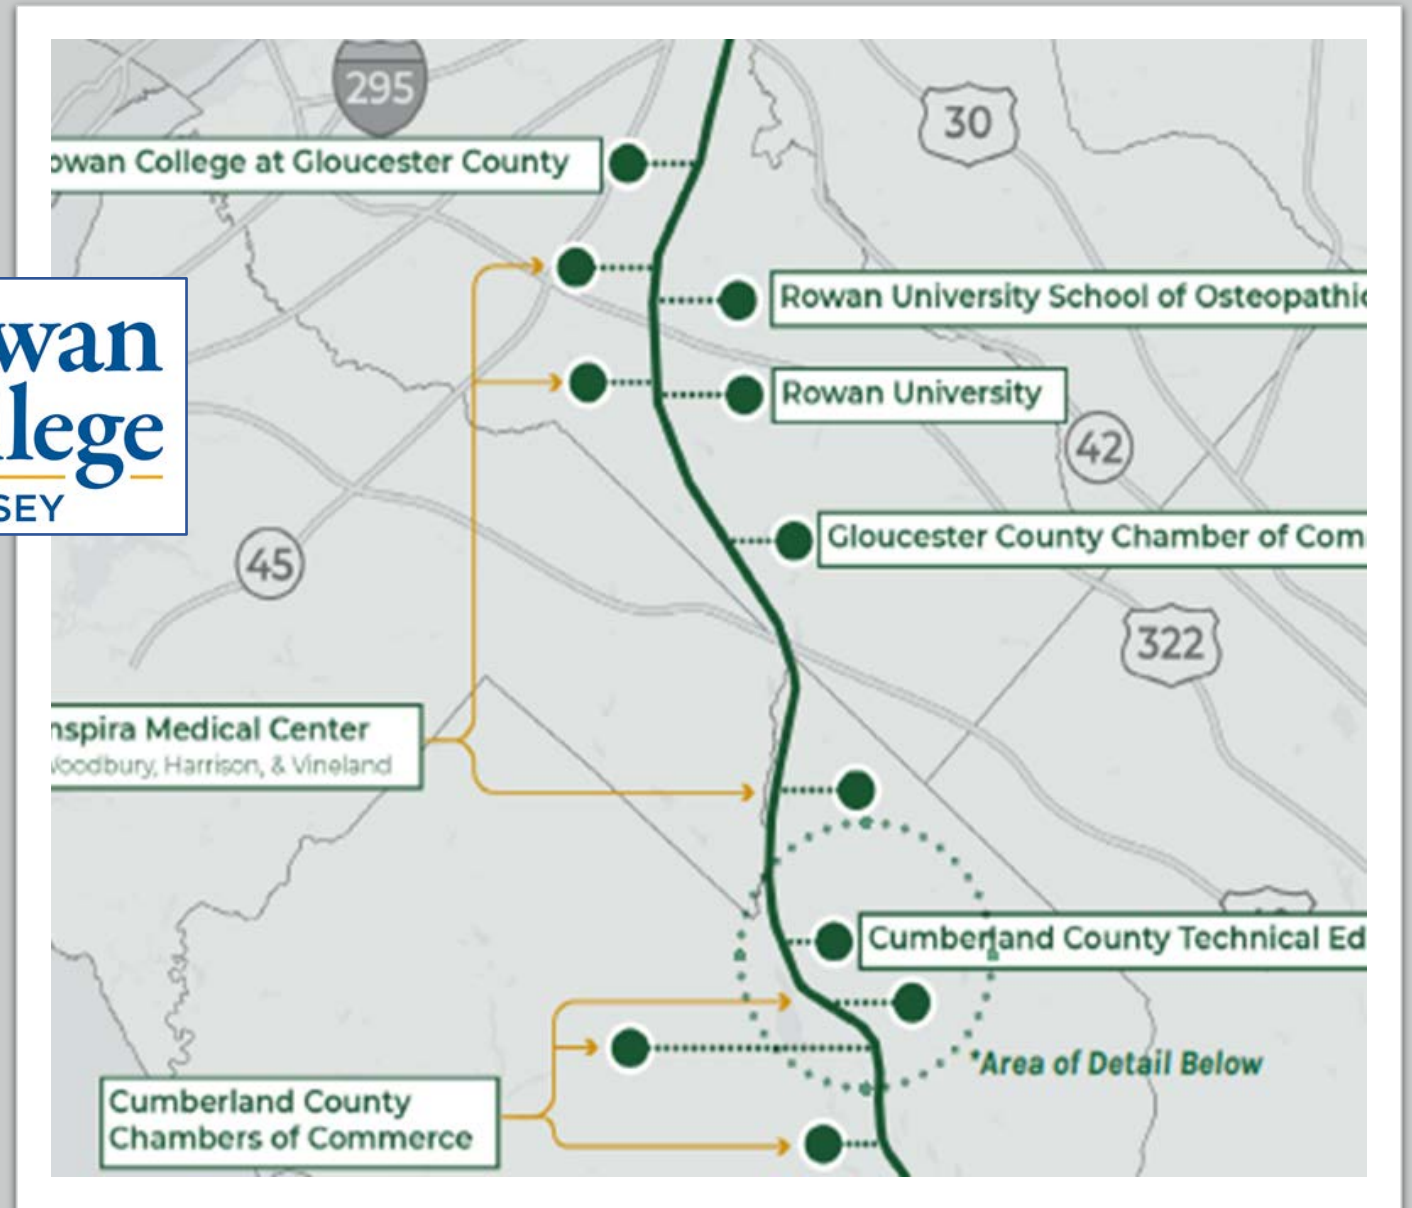 295
30
owan College at Gloucester County
Rowan University School of Osteopathic
wan
llege
SEY
Rowan University
42
Gloucester County Chamber of Com
45
322
nspira Medical Center
Woodbury, Harrison, & Vineland
Cumberland County Technical Ed
*Area of Detail Below
Cumberland County
Chambers of Commerce